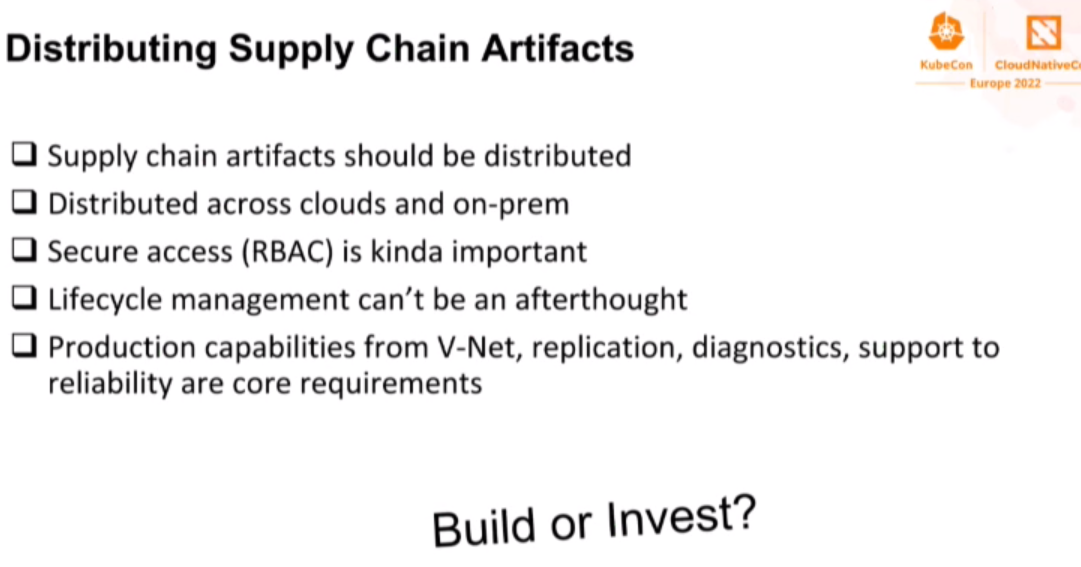 Distributing Supply Chain Artifacts
KubeCon
CloudNativeC
Europe 2022
❑ Supply chain artifacts should be distributed
❑ Distributed across clouds and on-prem
❑ Secure access (RBAC) is kinda important
❑ Lifecycle management can’t be an afterthought
❑ Production capabilities from V-Net, replication, diagnostics, support to
reliability are core requirements
Build or Invest?